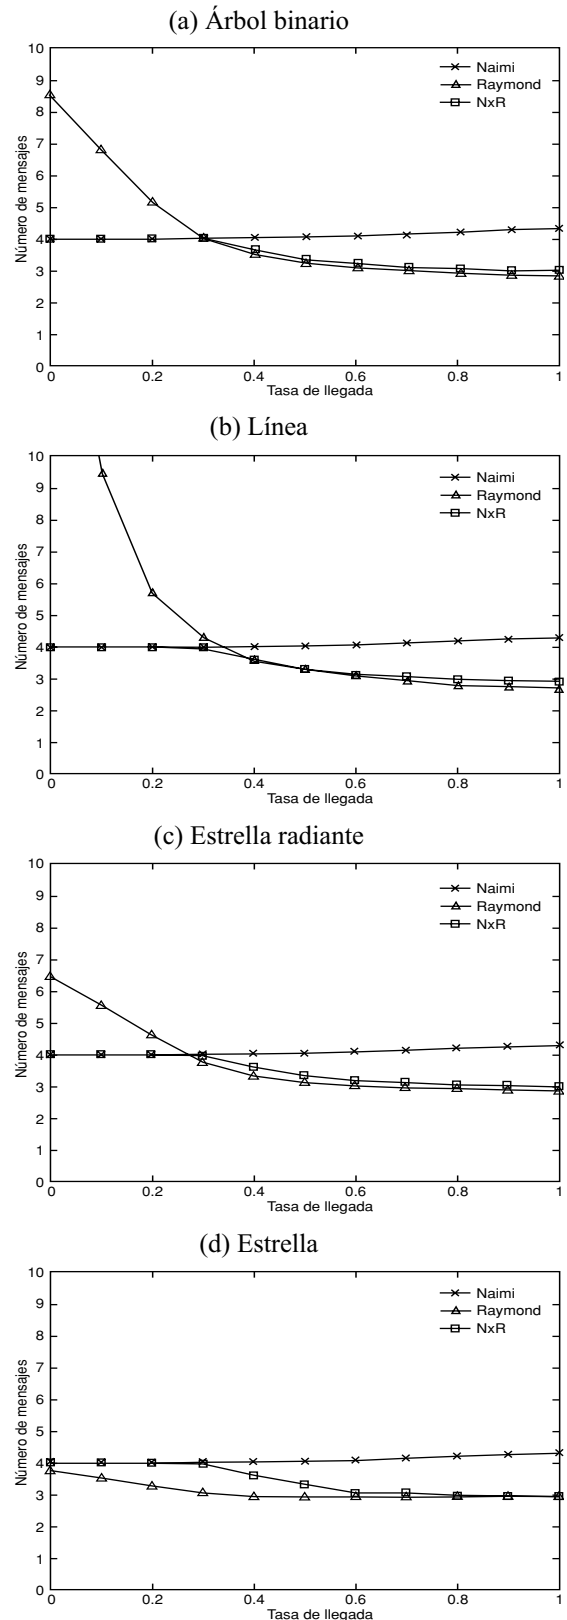 (a) Árbol binario
10
9
8
7
6
5
4
3
2
1
0
Número de mensajes
Naimi
Raymond
NxR
0 0.2 0.4 0.6 0.8 1
Tasa de llegada
(b) Línea
10
9
8
7
6
5
4
3
2
1
0
Número de mensajes
Naimi
Raymond
NxR
0 0.2 0.4 0.6 0.8 1
Tasa de llegada
(c) Estrella radiante
10
9
8
7
6
5
4
3
2
1
0
Número de mensajes
Naimi
Raymond
NxR
0 0.2 0.4 0.6 0.8 1
Tasa de llegada
(d) Estrella
10
9
8
7
6
5
4
3
2
1
0
Número de mensajes
Naimi
Raymond
NxR
0 0.2 0.4 0.6 0.8 1
Tasa de llegada